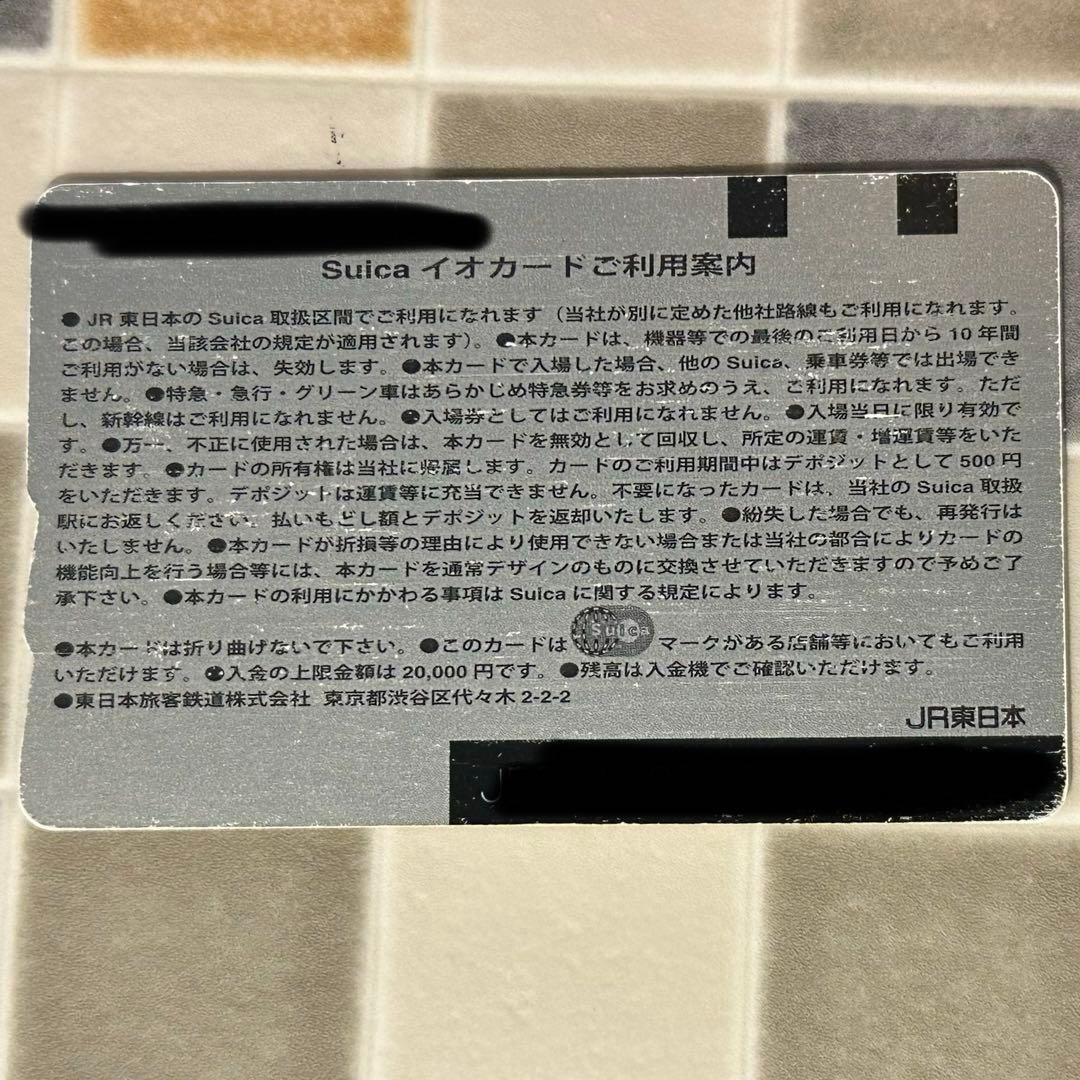 Suica イオカードご利用案内
● JR 東日本の Suica 取扱区間でご利用になれます（当社が別に定めた他社路線もご利用になれます。
この場合、当該会社の規定が適用されます）。●本カードは、機器等での最後のご利用日から 10 年間
ご利用がない場合は、失効します。●本カードで入場した場合、他の Suica、乗車券等では出場でき
ません。●特急・急行・グリーン車はあらかじめ特急券等をお求めのうえ、ご利用になれます。ただ
し、新幹線はご利用になれません。●入場券としてはご利用になれません。●入場当日に限り有効で
す。●万一、不正に使用された場合は、本カードを無効として回収し、所定の運賃・増運賃等をいた
だきます。●カードの所有権は当社に帰属します。カードのご利用期間中はデポジットとして 500 円
をいただきます。デポジットは運賃等に充当できません。不要になったカードは、当社の Suica 取扱
駅にお返しください。払いもどし額とデポジットを返却いたします。●紛失した場合でも、再発行は
いたしません。●本カードが折損等の理由により使用できない場合または当社の都合によりカードの
機能向上を行う場合等には、本カードを通常デザインのものに交換させていただきますので予めご了
承下さい。●本カードの利用にかかわる事項は Suica に関する規定によります。
●本カードは折り曲げないで下さい。●このカードは Suica マークがある店舗等においてもご利用
いただけます。●入金の上限金額は 20,000 円です。●残高は入金機でご確認いただけます。
●東日本旅客鉄道株式会社 東京都渋谷区代々木 2-2-2
JR東日本
J